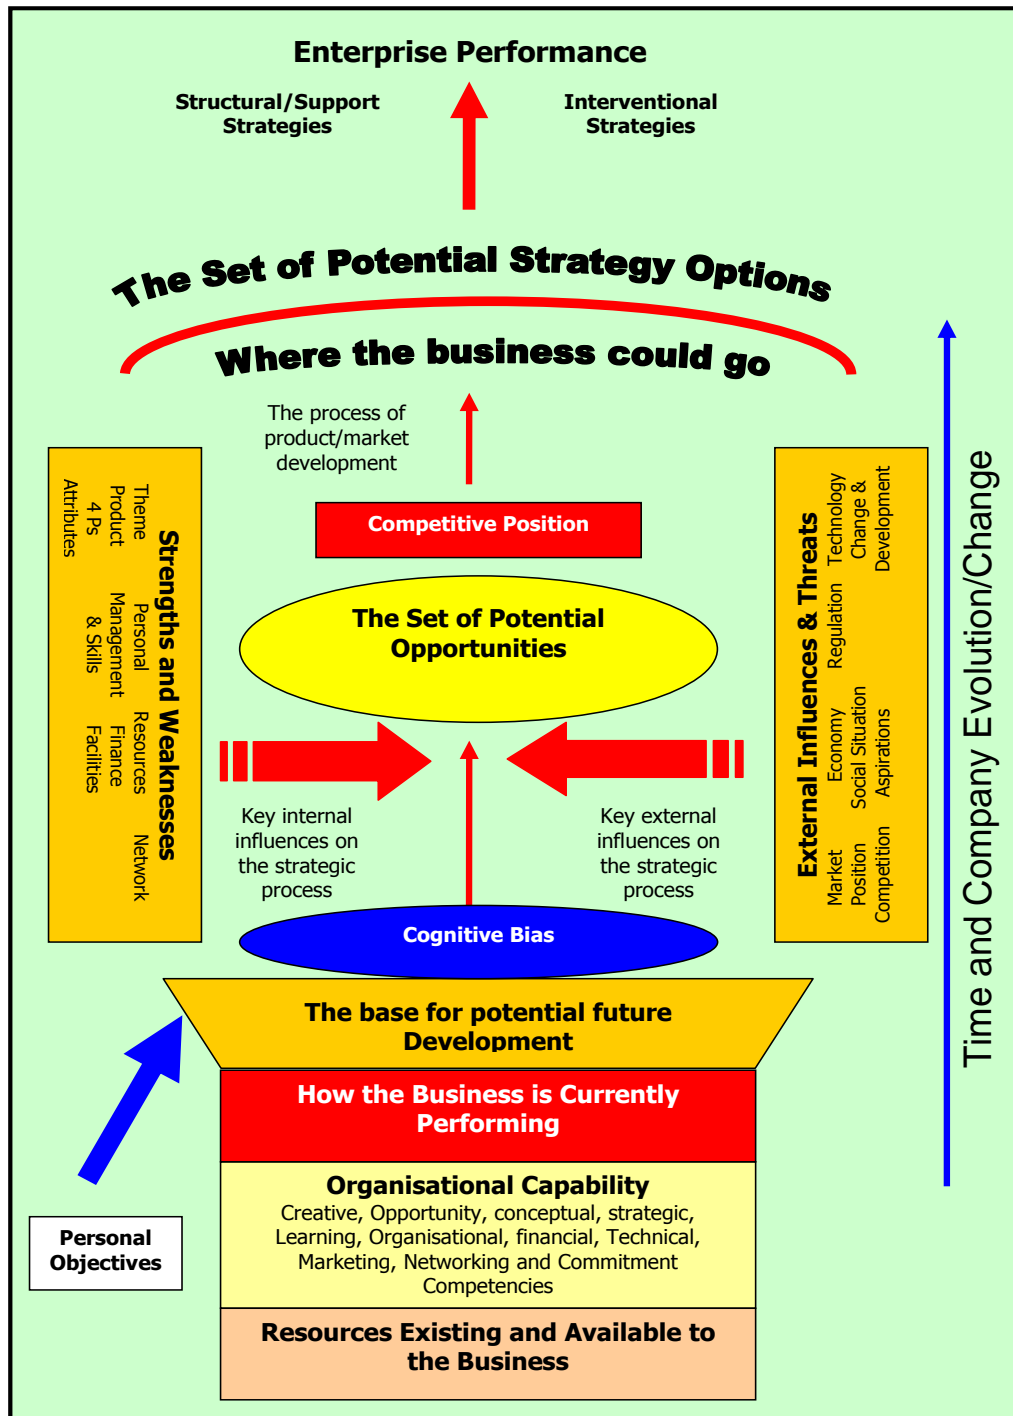 Enterprise Performance
Structural/Support
Strategies
Interventional
Strategies
The Set of Potential Strategy Options
Where the business could go
The process of
product/market
development
Competitive Position
The Set of Potential
Opportunities
Strengths and Weaknesses
Theme
Product
4 Ps
Attributes
Personal
Management
& Skills
Resources
Finance
Facilities
Network
External Influences & Threats
Technology
Change &
Development
Regulation
Economy
Social Situation
Aspirations
Market
Position
Competition
Time and Company Evolution/Change
Key internal
influences on
the strategic
process
Key external
influences on
the strategic
process
Cognitive Bias
The base for potential future
Development
How the Business is Currently
Performing
Organisational Capability
Creative, Opportunity, conceptual, strategic,
Learning, Organisational, financial, Technical,
Marketing, Networking and Commitment
Competencies
Personal
Objectives
Resources Existing and Available to
the Business